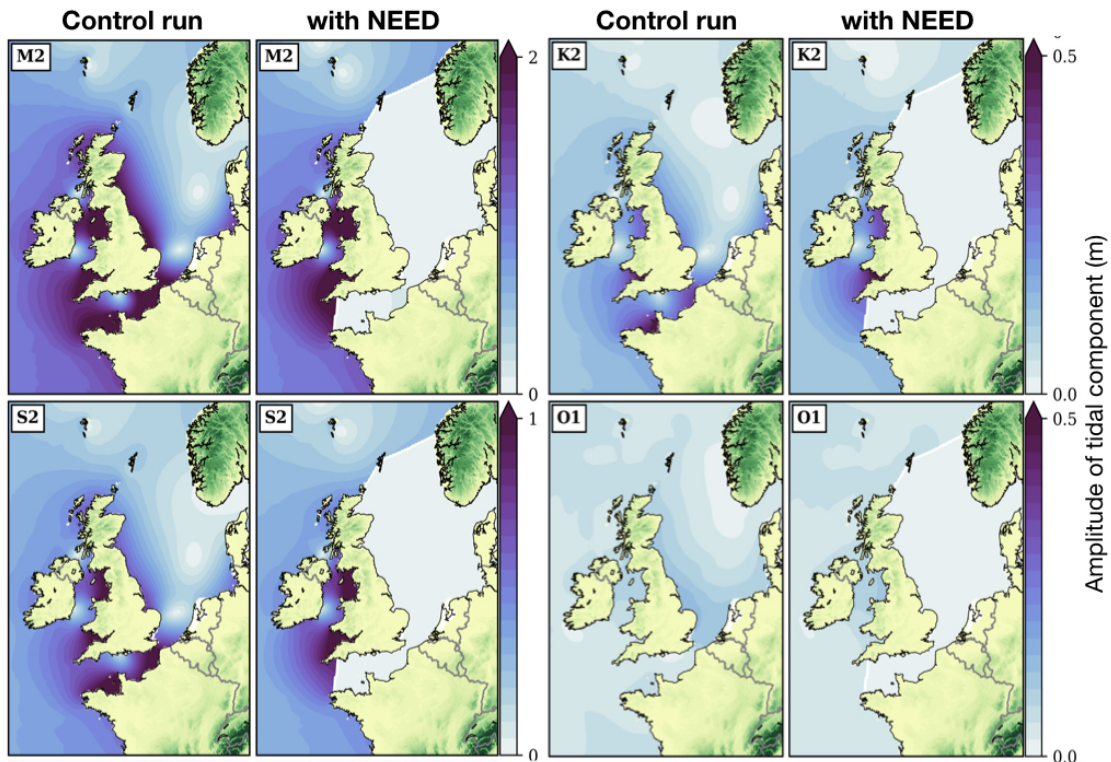 Control run with NEED Control run with NEED
M2 M2 2 K2 K2 0.5
0 0.0
S2 S2 1 O1 O1 0.5
0 0.0
Amplitude of tidal component (m)